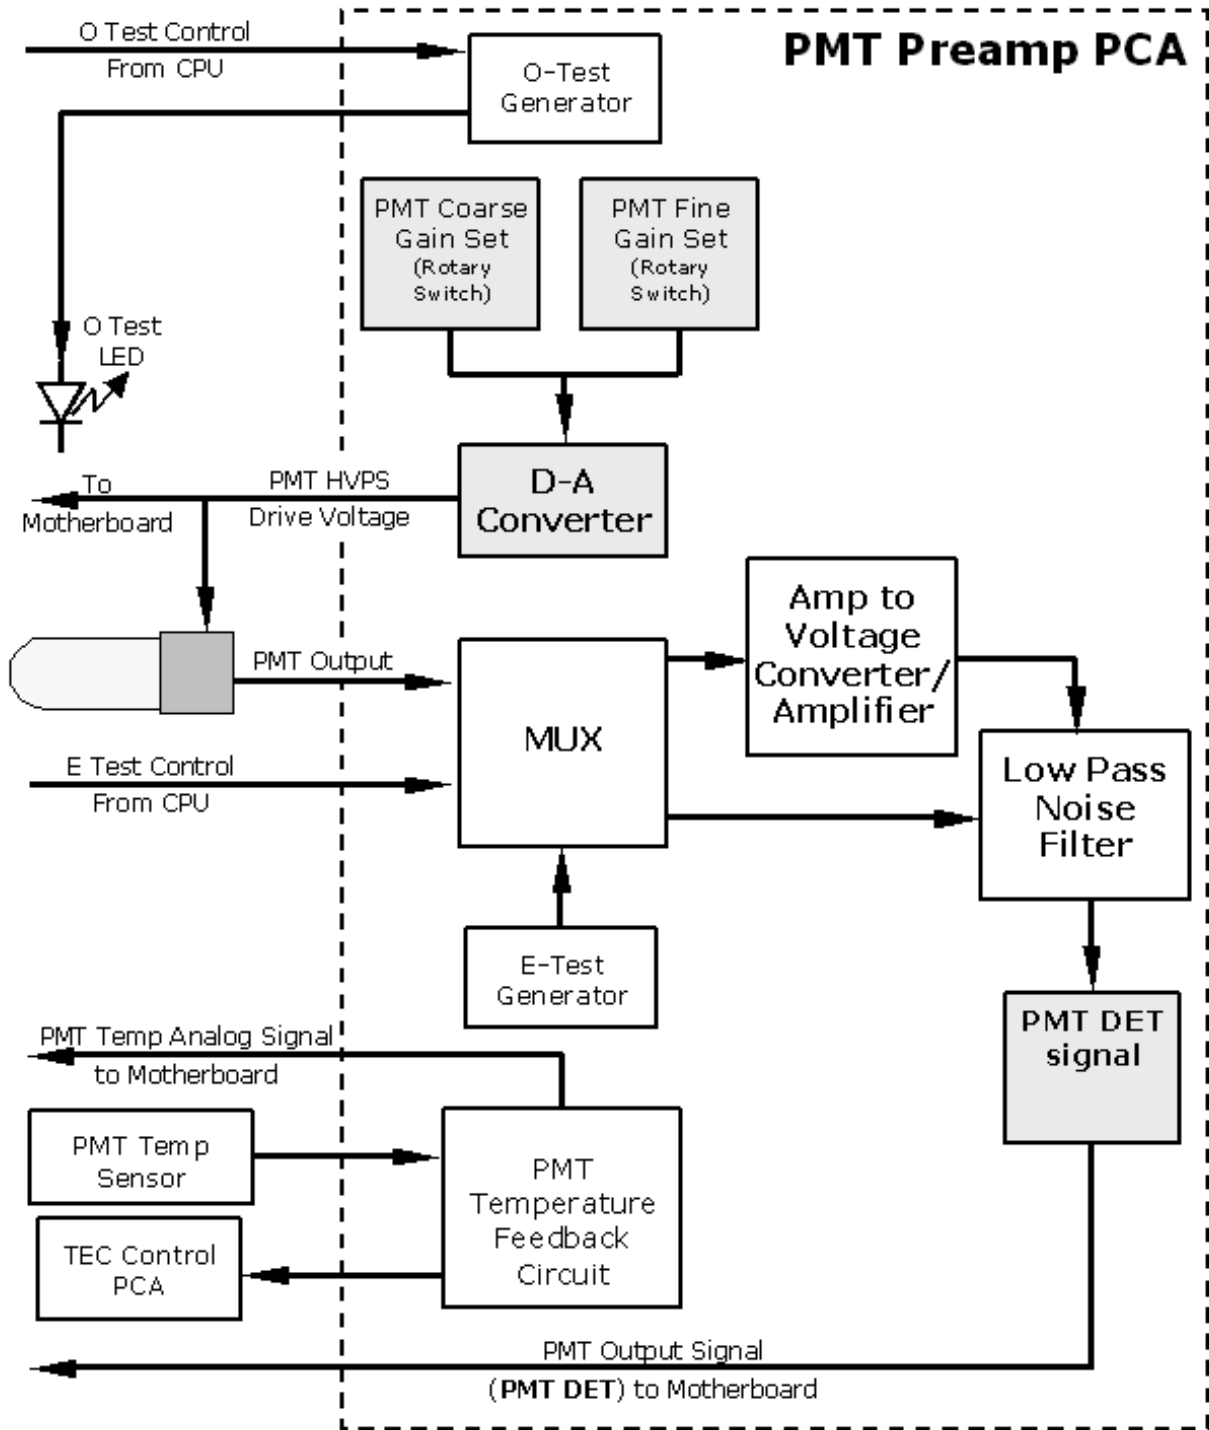 O Test Control
From CPU
PMT Preamp PCA
O-Test
Generator
PMT Coarse
Gain Set
(Rotary
Switch)
PMT Fine
Gain Set
(Rotary
Switch)
O Test
LED
To
Motherboard
PMT HVPS
Drive Voltage
D-A
Converter
Amp to
Voltage
Converter/
Amplifier
PMT Output
MUX
E Test Control
From CPU
Low Pass
Noise
Filter
E-Test
Generator
PMT DET
signal
PMT Temp Analog Signal
to Motherboard
PMT Temp
Sensor
PMT
Temperature
Feedback
Circuit
TEC Control
PCA
PMT Output Signal
(PMT DET) to Motherboard